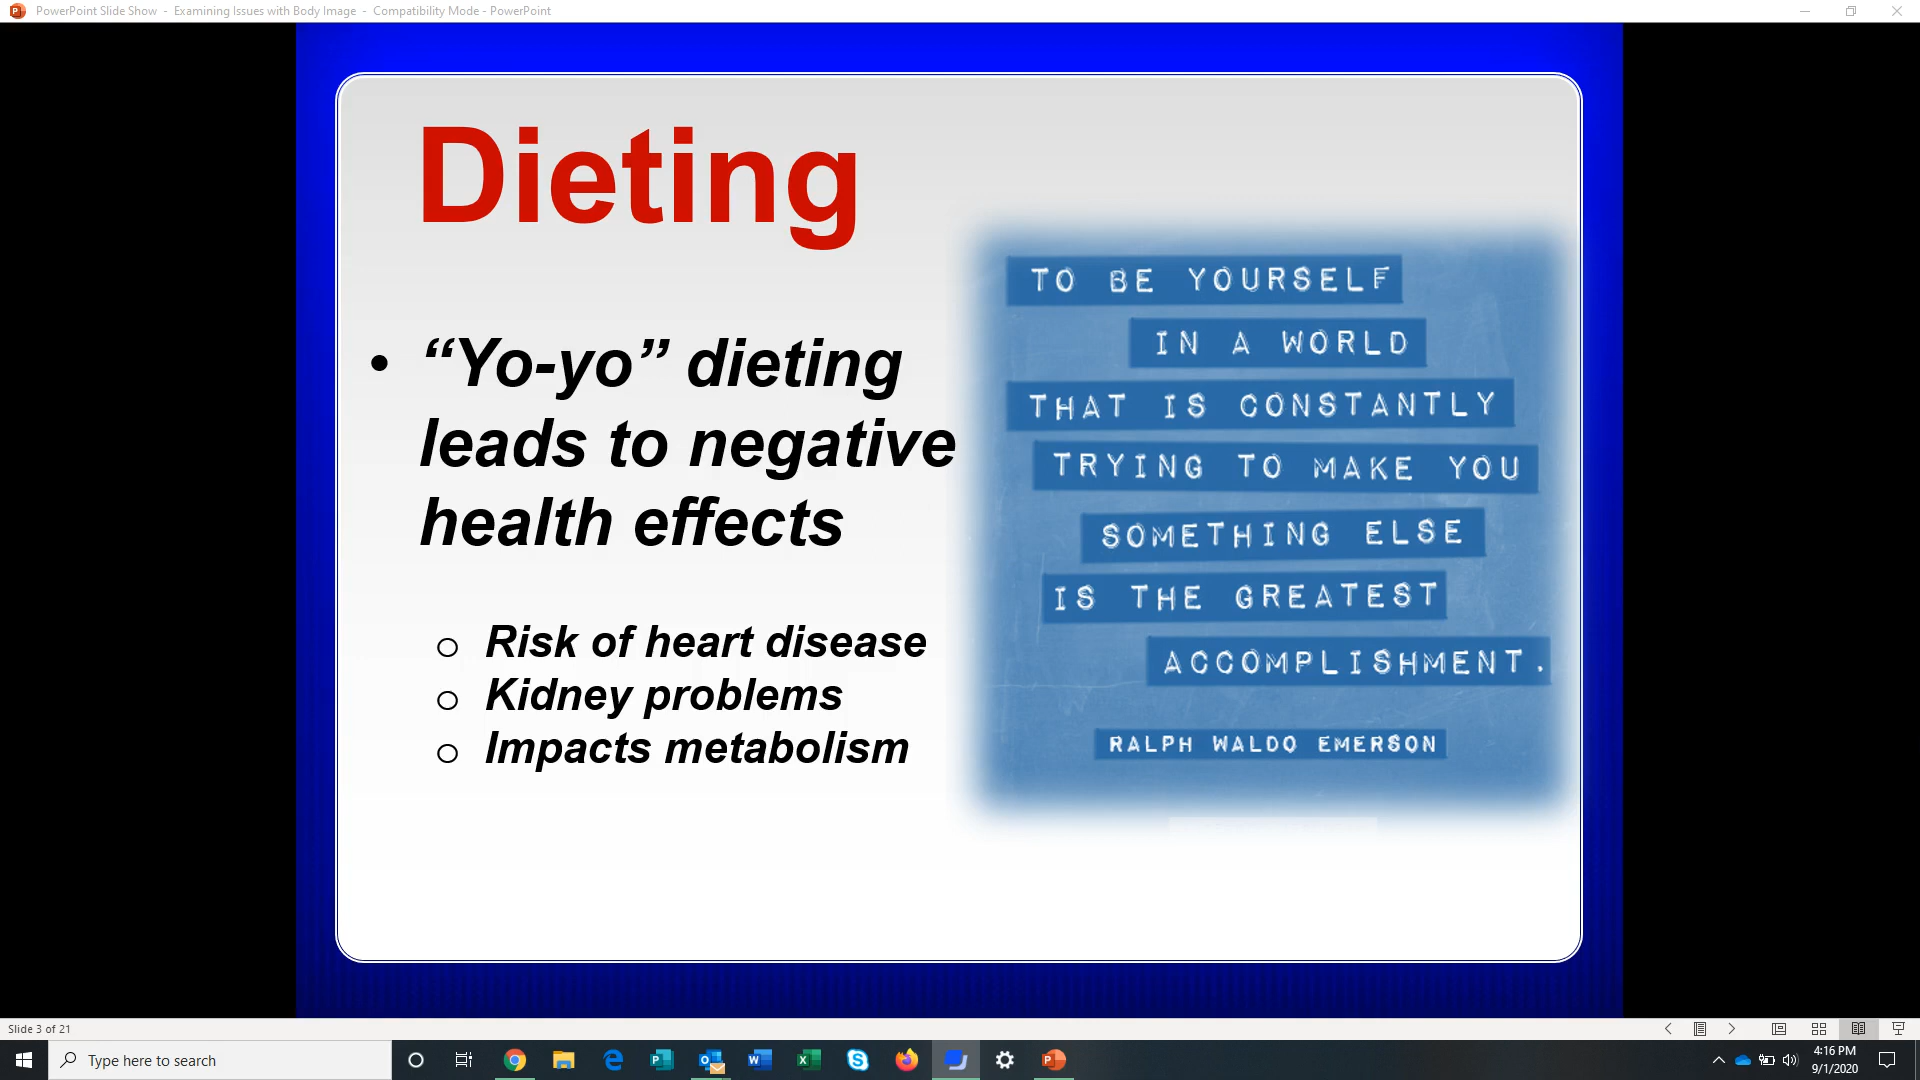 PowerPoint Slide Show - Examining Issues with Body Image - Compatibility Mode - PowerPoint
Dieting
• “Yo-yo” dieting
leads to negative
health effects
o Risk of heart disease
o Kidney problems
o Impacts metabolism
TO BE YOURSELF
IN A WORLD
THAT IS CONSTANTLY
TRYING TO MAKE YOU
SOMETHING ELSE
IS THE GREATEST
ACCOMPLISHMENT.
RALPH WALDO EMERSON
Slide 3 of 21
Type here to search
4:16 PM
9/1/2020